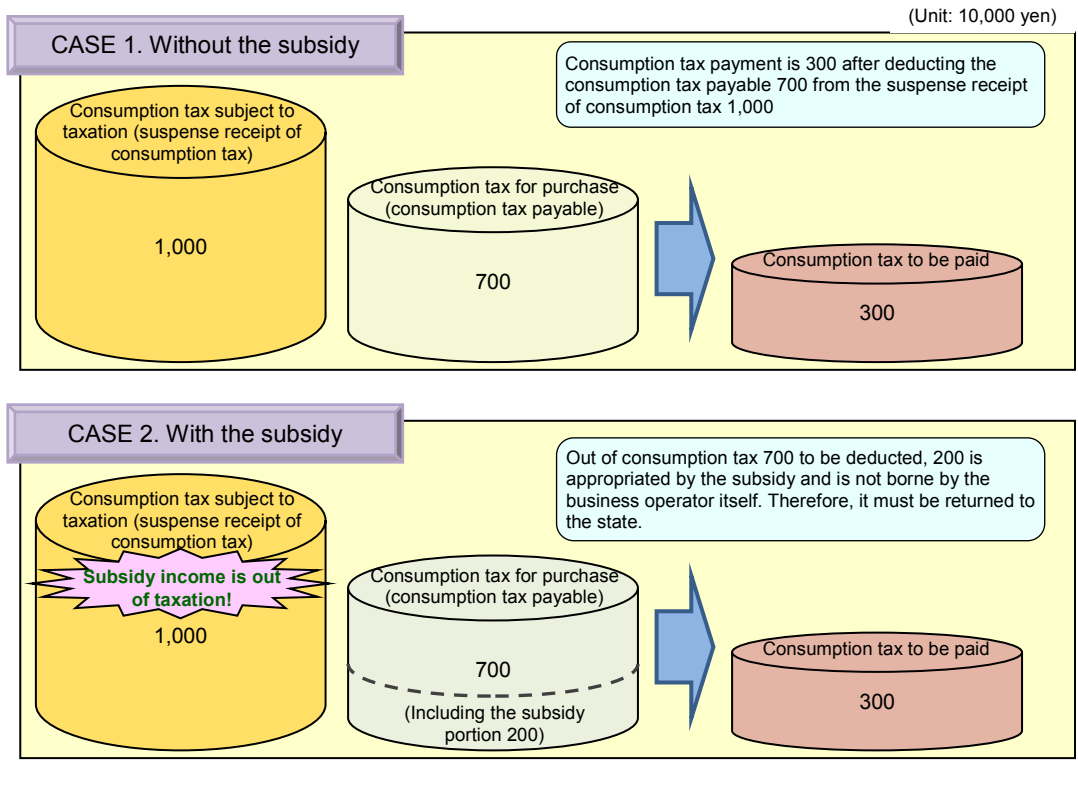 (Unit: 10,000 yen)
CASE 1. Without the subsidy
Consumption tax payment is 300 after deducting the
consumption tax payable 700 from the suspense receipt
of consumption tax 1,000
Consumption tax subject to
taxation (suspense receipt of
consumption tax)
1,000
Consumption tax for purchase
(consumption tax payable)
700
Consumption tax to be paid
300
CASE 2. With the subsidy
Out of consumption tax 700 to be deducted, 200 is
appropriated by the subsidy and is not borne by the
business operator itself. Therefore, it must be returned to
the state.
Consumption tax subject to
taxation (suspense receipt of
consumption tax)
Subsidy income is out
of taxation!
1,000
Consumption tax for purchase
(consumption tax payable)
700
(Including the subsidy
portion 200)
Consumption tax to be paid
300